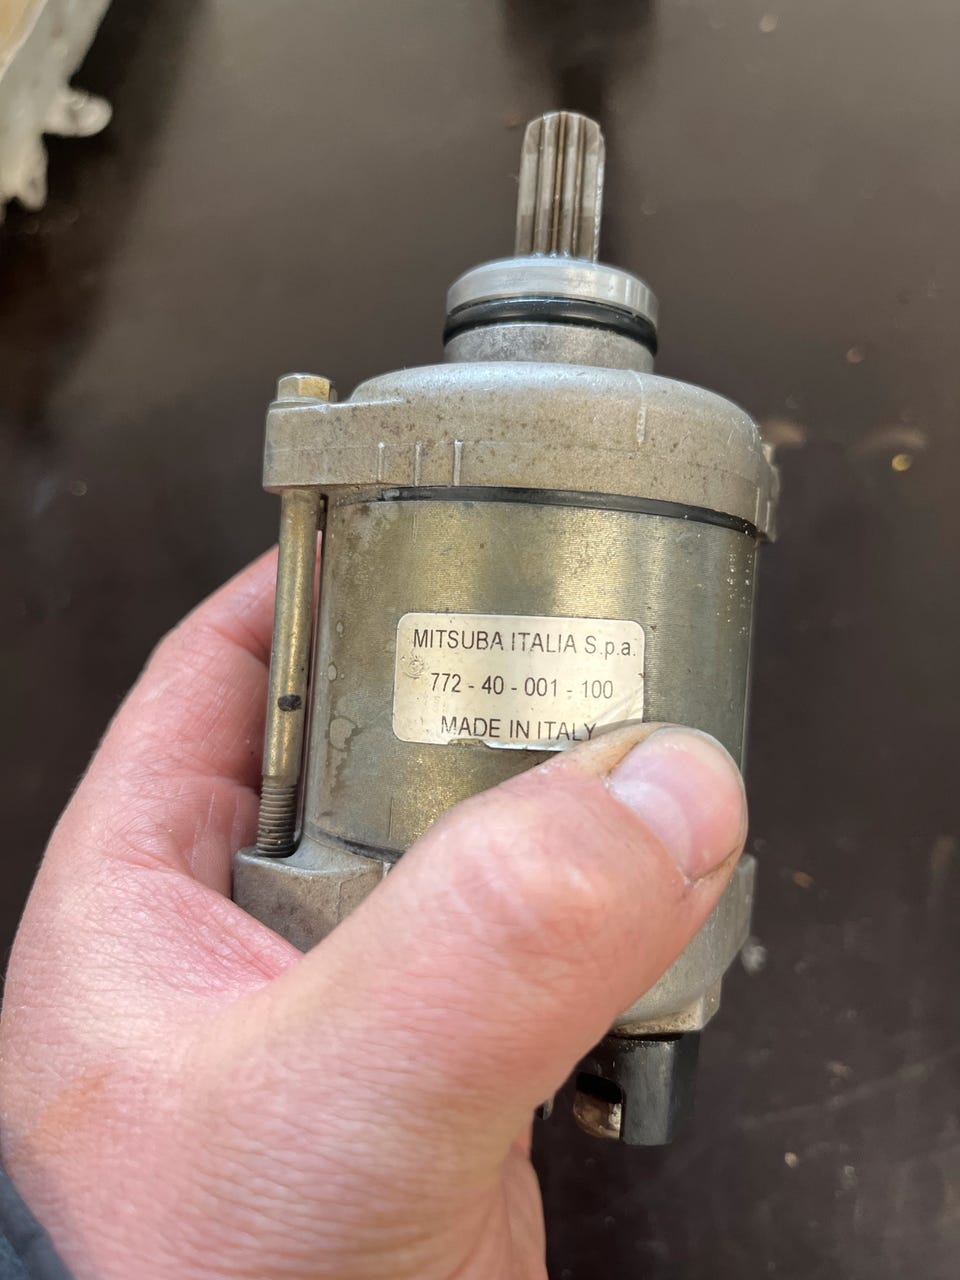 MITSUBA ITALIA S.p.a.
772 - 40 - 001 - 100
MADE IN ITALY